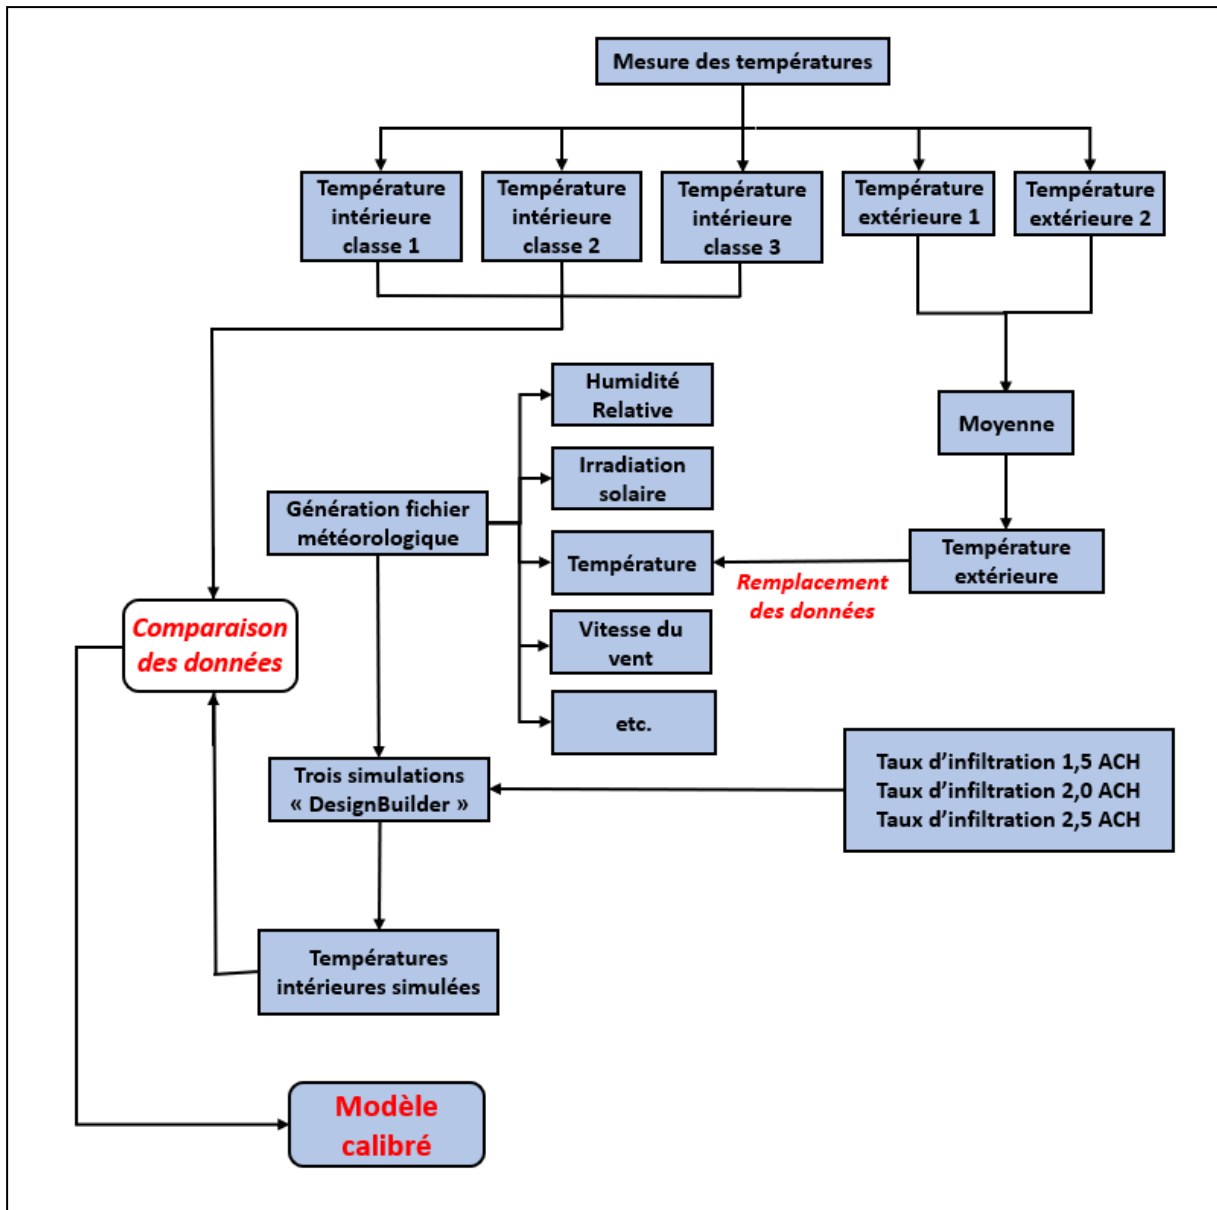 Mesure des températures
Température
intérieure
classe 1
Température
intérieure
classe 2
Température
intérieure
classe 3
Température
extérieure 1
Température
extérieure 2
Humidité
Relative
Moyenne
Irradiation
solaire
Génération fichier
météorologique
Température
Remplacement
des données
Température
extérieure
Comparaison
des données
Vitesse du
vent
etc.
Trois simulations
« DesignBuilder »
Taux d’infiltration 1,5 ACH
Taux d’infiltration 2,0 ACH
Taux d’infiltration 2,5 ACH
Températures
intérieures simulées
Modèle
calibré